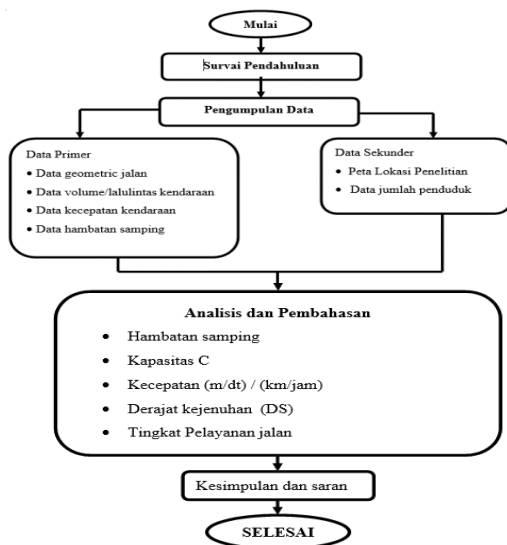 Mulai
Survai Pendahuluan
Pengumpulan Data
Data Primer
• Data geometric jalan
• Data volume/lalulintas kendaraan
• Data kecepatan kendaraan
• Data hambatan samping
Data Sekunder
• Peta Lokasi Penelitian
• Data jumlah penduduk
Analisis dan Pembahasan
• Hambatan samping
• Kapasitas C
• Kecepatan (m/dt) / (km/jam)
• Derajat kejenuhan (DS)
• Tingkat Pelayanan jalan
Kesimpulan dan saran
SELESAI